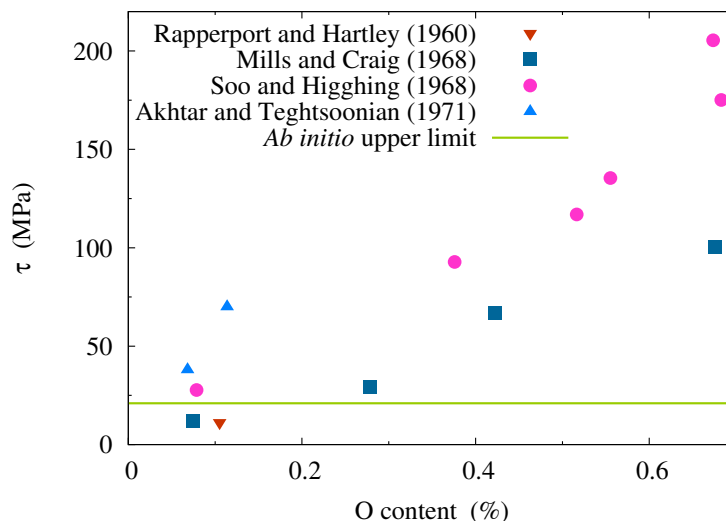 Rapperport and Hartley (1960)
Mills and Craig (1968)
Soo and Higghing (1968)
Akhtar and Teghtsoonian (1971)
Ab initio upper limit
200
150
100
50
0
τ (MPa)
0 0.2 0.4 0.6
O content (%)